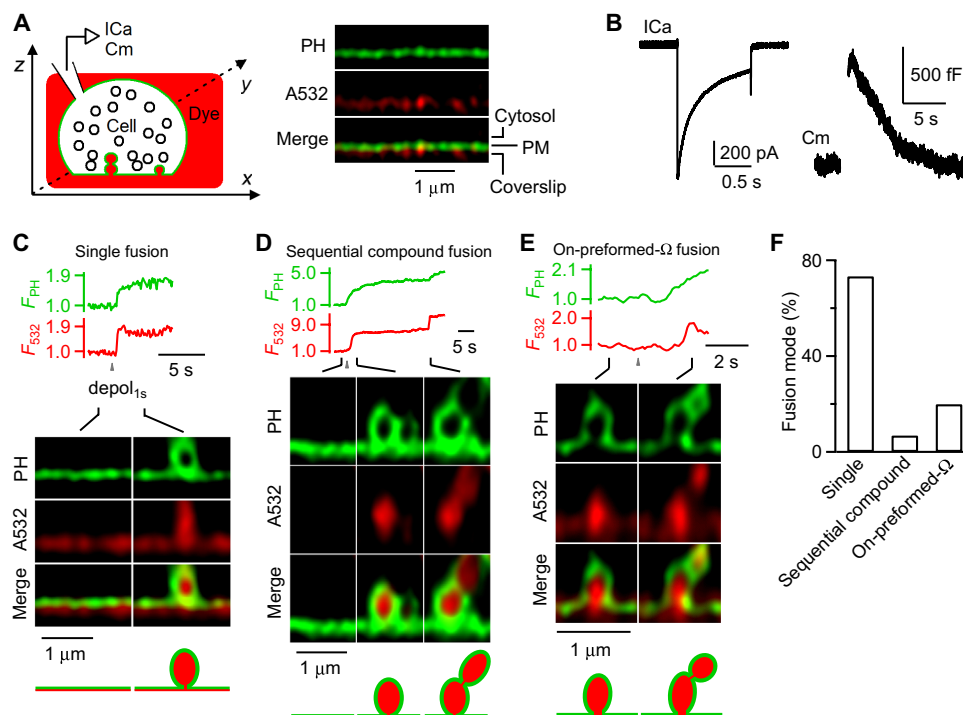 A
ICa
Cm
z
y
x
Cell
Dye
PH
A532
Merge
Cytosol
PM
Coverslip
1 μm
B
ICa
200 pA
0.5 s
Cm
500 fF
5 s
C
Single fusion
FPH
1.9
1.0
F532
1.9
1.0
5 s
depol1s
PH
A532
Merge
1 μm
D
Sequential compound fusion
FPH
5.0
1.0
F532
9.0
1.0
5 s
PH
A532
Merge
1 μm
E
On-preformed-Ω fusion
FPH
2.1
1.0
F532
2.0
1.0
2 s
PH
A532
Merge
1 μm
F
Fusion mode (%)
80
40
0
Single
Sequential compound
On-preformed-Ω